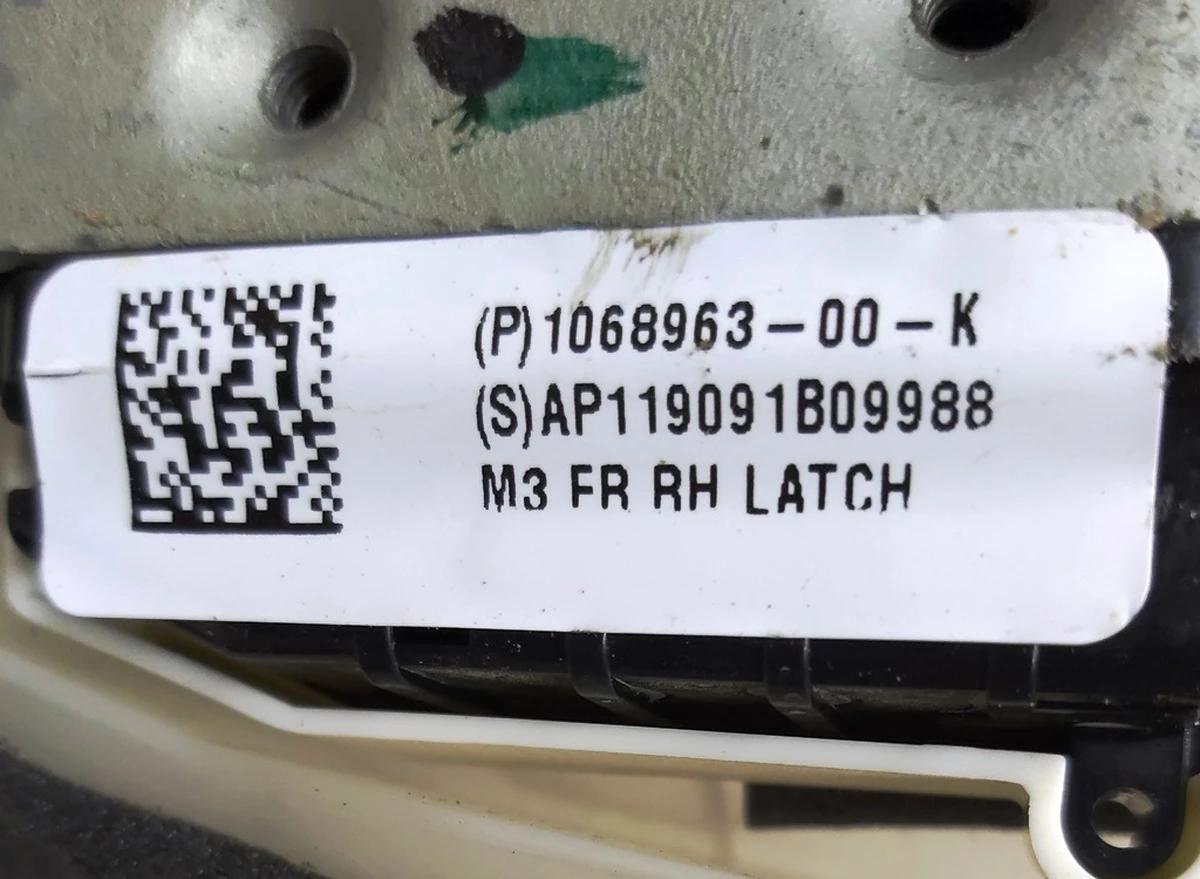 (P)1068963-00-K
(S)AP119091B09988
M3 FR RH LATCH